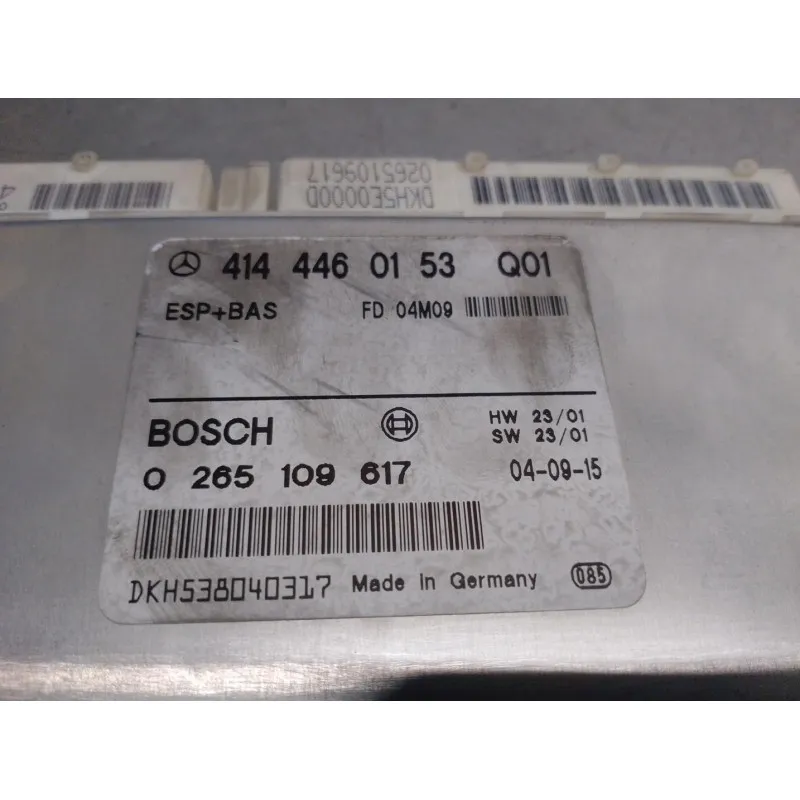 0265109617
DKH5E0000D
414 446 01 53 Q01
ESP+BAS FD 04M09
BOSCH HW 23/01
SW 23/01
0 265 109 617 04-09-15
DKH538040317 Made in Germany 085